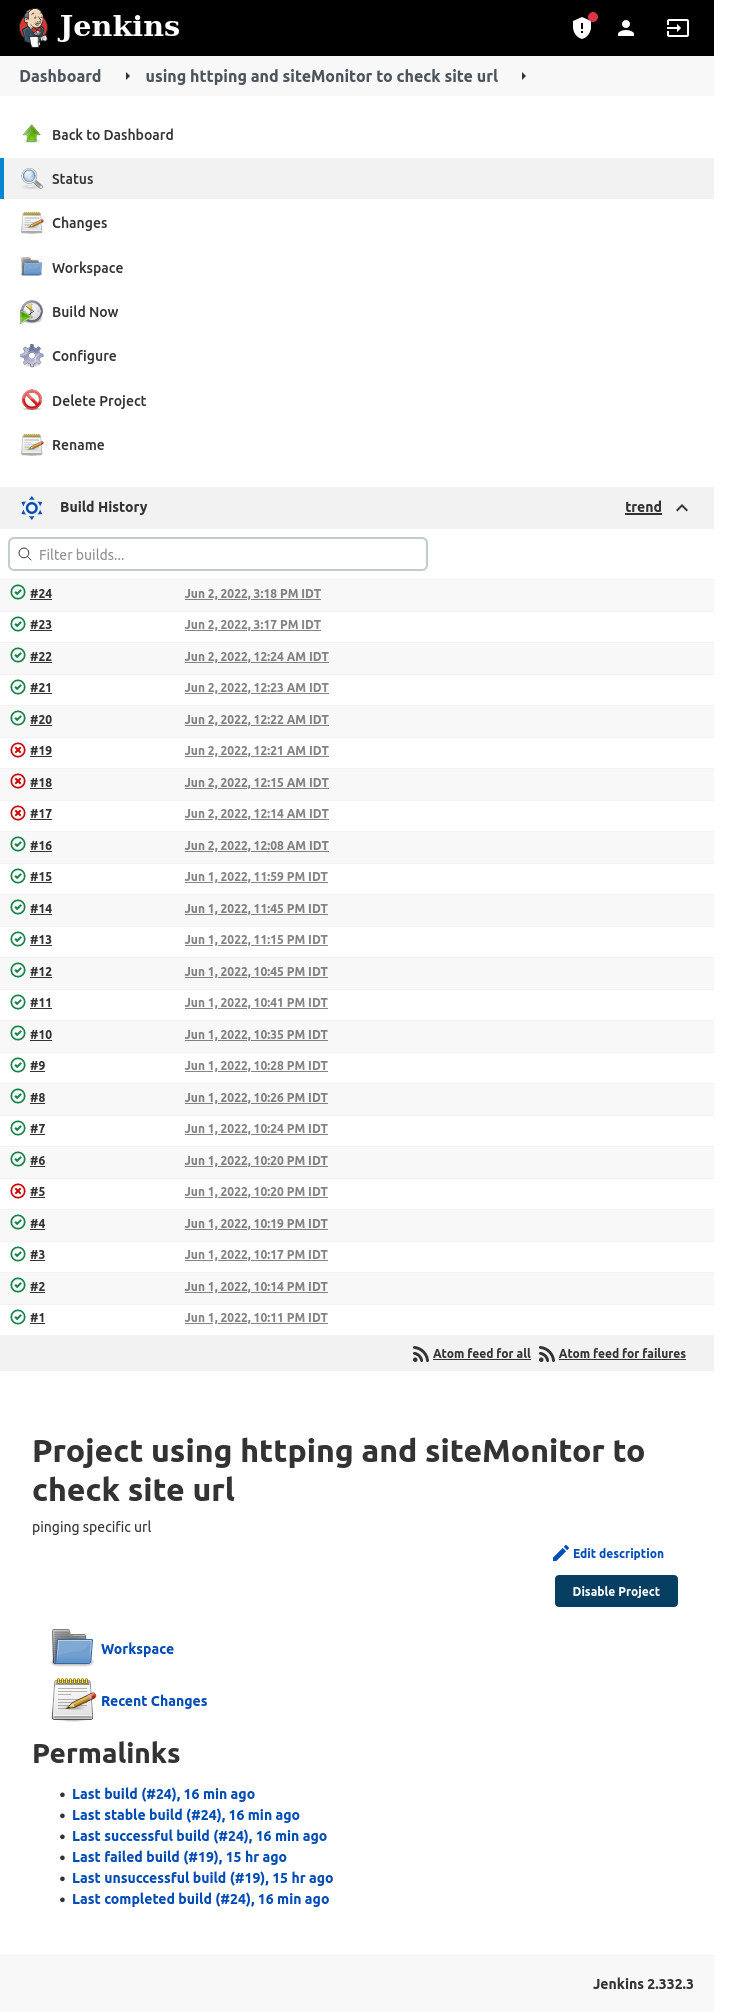 Jenkins
Dashboard using httping and siteMonitor to check site url
Back to Dashboard
Status
Changes
Workspace
Build Now
Configure
Delete Project
Rename
Build History trend
Filter builds...
#24 Jun 2, 2022, 3:18 PM IDT
#23 Jun 2, 2022, 3:17 PM IDT
#22 Jun 2, 2022, 12:24 AM IDT
#21 Jun 2, 2022, 12:23 AM IDT
#20 Jun 2, 2022, 12:22 AM IDT
#19 Jun 2, 2022, 12:21 AM IDT
#18 Jun 2, 2022, 12:15 AM IDT
#17 Jun 2, 2022, 12:14 AM IDT
#16 Jun 2, 2022, 12:08 AM IDT
#15 Jun 1, 2022, 11:59 PM IDT
#14 Jun 1, 2022, 11:45 PM IDT
#13 Jun 1, 2022, 11:15 PM IDT
#12 Jun 1, 2022, 10:45 PM IDT
#11 Jun 1, 2022, 10:41 PM IDT
#10 Jun 1, 2022, 10:35 PM IDT
#9 Jun 1, 2022, 10:28 PM IDT
#8 Jun 1, 2022, 10:26 PM IDT
#7 Jun 1, 2022, 10:24 PM IDT
#6 Jun 1, 2022, 10:20 PM IDT
#5 Jun 1, 2022, 10:20 PM IDT
#4 Jun 1, 2022, 10:19 PM IDT
#3 Jun 1, 2022, 10:17 PM IDT
#2 Jun 1, 2022, 10:14 PM IDT
#1 Jun 1, 2022, 10:11 PM IDT
Atom feed for all Atom feed for failures
Project using httping and siteMonitor to
check site url
pinging specific url
Edit description
Disable Project
Workspace
Recent Changes
Permalinks
• Last build (#24), 16 min ago
• Last stable build (#24), 16 min ago
• Last successful build (#24), 16 min ago
• Last failed build (#19), 15 hr ago
• Last unsuccessful build (#19), 15 hr ago
• Last completed build (#24), 16 min ago
Jenkins 2.332.3